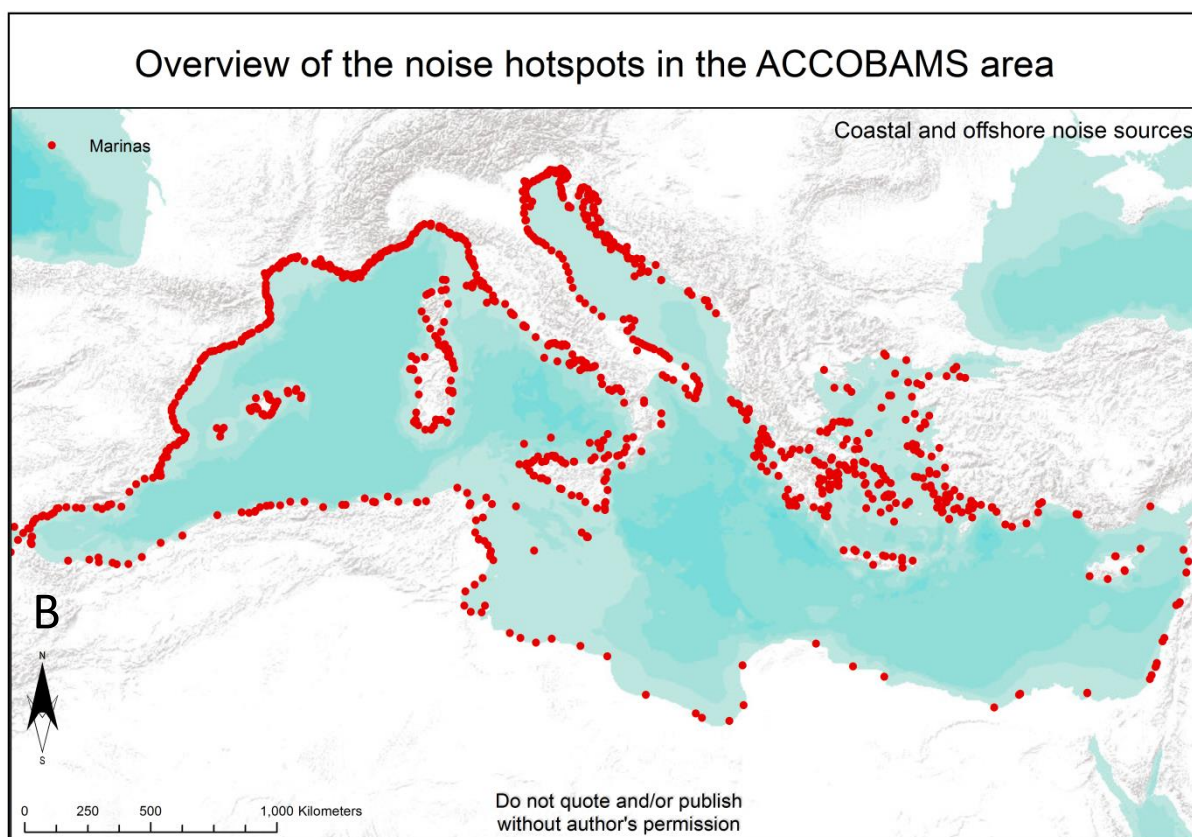 Overview of the noise hotspots in the ACCOBAMS area
Coastal and offshore noise sources
Marinas
B
N
S
0 250 500 1,000 Kilometers
Do not quote and/or publish
without author's permission